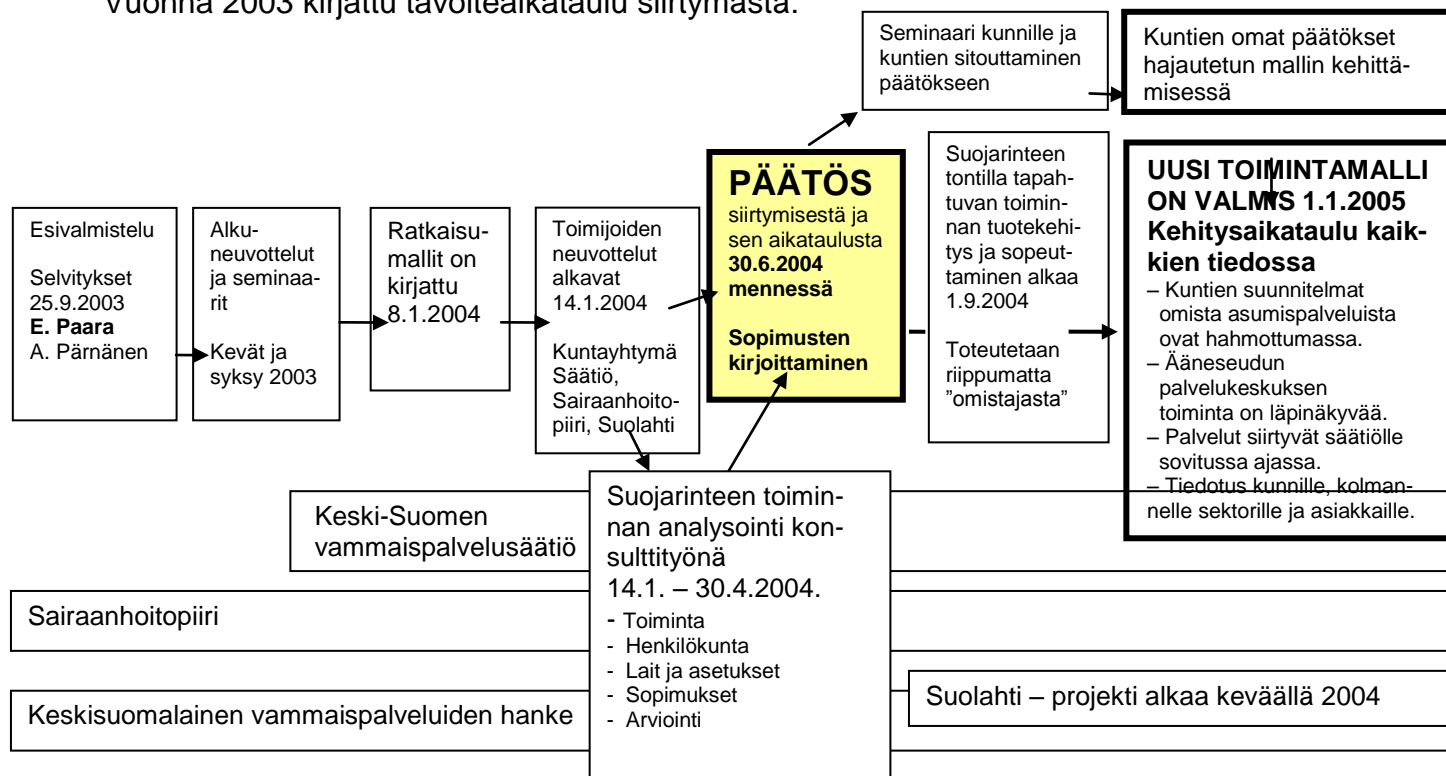 Vuonna 2003 kirjattu tavoiteaikataulu siirtymästä.
Esivalmistelu
Selvitykset
25.9.2003
E. Paara
A. Pärnänen
Alku-
neuvottelut
ja seminaa-
rit
Kevät ja
syksy 2003
Ratkaisu-
mallit on
kirjattu
8.1.2004
Toimijoiden
neuvottelut
alkavat
14.1.2004
Kuntayhtymä
Säätiö,
Sairaanhoito-
piiri, Suolahti
PÄÄTÖS
siirtymisestä ja
sen aikataulusta
30.6.2004
mennessä
Sopimusten
kirjoittaminen
Seminaari kunnille ja
kuntien sitouttaminen
päätökseen
Kuntien omat päätökset
hajautetun mallin kehittä-
misessä
Suojarinteen
tontilla tapah-
tuvan toimin-
nan tuotekehi-
tys ja sopeut-
taminen alkaa
1.9.2004
Toteutetaan
riippumatta
”omistajasta”
UUSI TOIMINTAMALLI
ON VALMIS 1.1.2005
Kehitysaikataulu kaik-
kien tiedossa
– Kuntien suunnitelmat
omista asumispalveluista
ovat hahmottumassa.
– Ääneseudun
palvelukeskuksen
toiminta on läpinäkyvää.
– Palvelut siirtyvät säätiölle
sovitussa ajassa.
– Tiedotus kunnille, kolman-
nelle sektorille ja asiakkaille.
Suojarinteen toimin-
nan analysointi kon-
sulttityönä
14.1. – 30.4.2004.
- Toiminta
- Henkilökunta
- Lait ja asetukset
- Sopimukset
- Arviointi
Keski-Suomen
vammaispalvelusäätiö
Sairaanhoitopiiri
Keskisuomalainen vammaispalveluiden hanke
Suolahti – projekti alkaa keväällä 2004